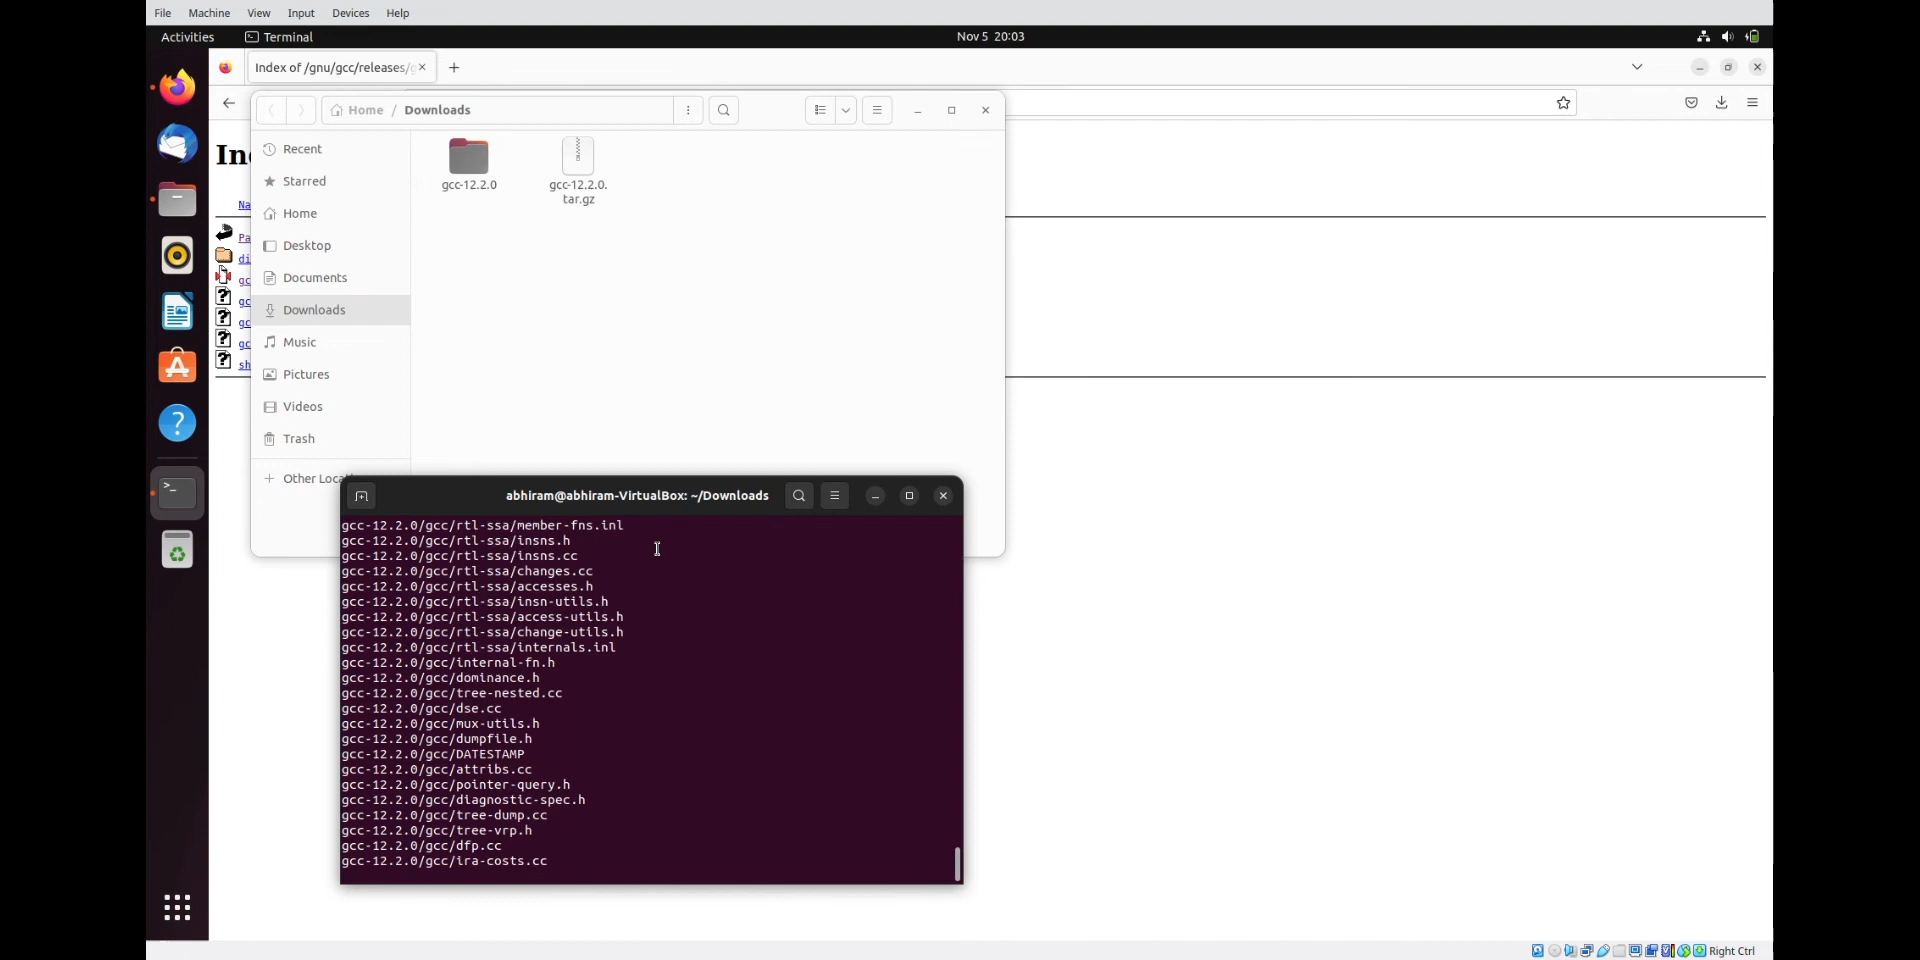 File Machine View Input Devices Help
Activities Terminal Nov 5 20:03
Index of /gnu/gcc/releases/
Home / Downloads
In
Recent
gcc-12.2.0
gcc-12.2.0.
tar.gz
Starred
Na
Home
Pa
Desktop
di
Documents
gc
Downloads
gc
gc
Music
gc
sh
Pictures
Videos
Trash
Other Locat
abhiram@abhiram-VirtualBox: ~/Downloads
gcc-12.2.0/gcc/rtl-ssa/member-fns.inl
gcc-12.2.0/gcc/rtl-ssa/insns.h
gcc-12.2.0/gcc/rtl-ssa/insns.cc
gcc-12.2.0/gcc/rtl-ssa/changes.cc
gcc-12.2.0/gcc/rtl-ssa/accesses.h
gcc-12.2.0/gcc/rtl-ssa/insn-utils.h
gcc-12.2.0/gcc/rtl-ssa/access-utils.h
gcc-12.2.0/gcc/rtl-ssa/change-utils.h
gcc-12.2.0/gcc/rtl-ssa/internals.inl
gcc-12.2.0/gcc/internal-fn.h
gcc-12.2.0/gcc/dominance.h
gcc-12.2.0/gcc/tree-nested.cc
gcc-12.2.0/gcc/dse.cc
gcc-12.2.0/gcc/mux-utils.h
gcc-12.2.0/gcc/dumpfile.h
gcc-12.2.0/gcc/DATESTAMP
gcc-12.2.0/gcc/attribs.cc
gcc-12.2.0/gcc/pointer-query.h
gcc-12.2.0/gcc/diagnostic-spec.h
gcc-12.2.0/gcc/tree-dump.cc
gcc-12.2.0/gcc/tree-vrp.h
gcc-12.2.0/gcc/dfp.cc
gcc-12.2.0/gcc/ira-costs.cc
Right Ctrl